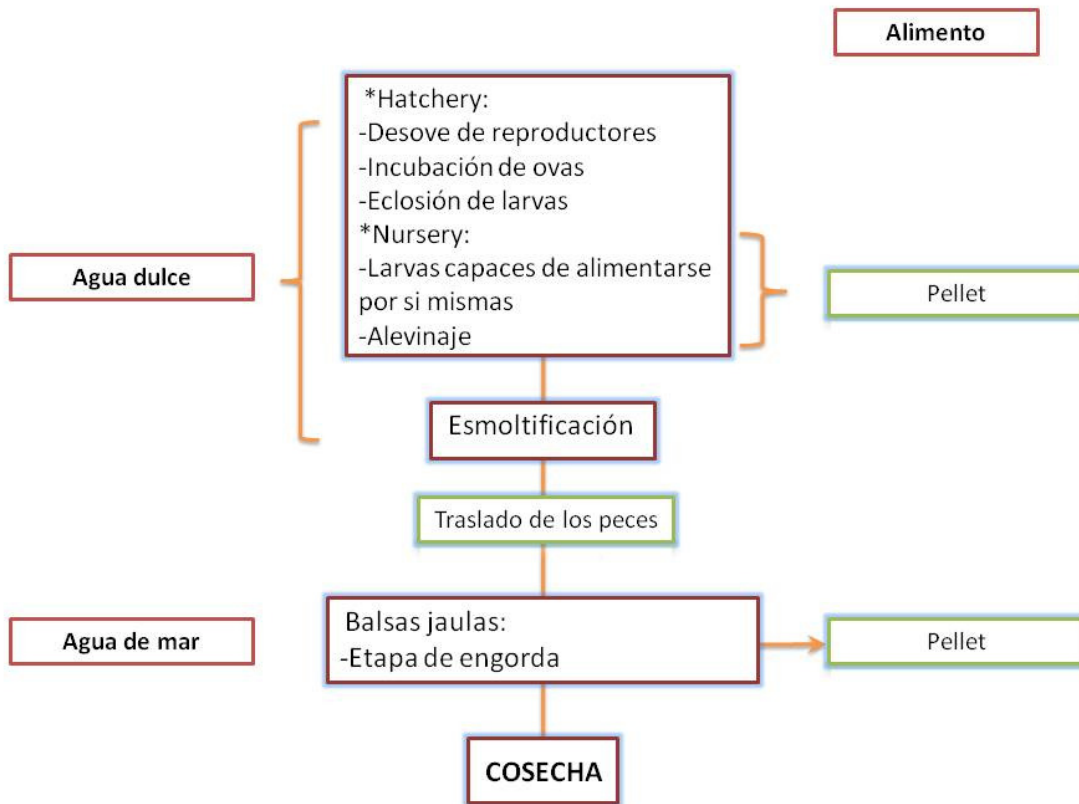 Alimento
*Hatchery:
-Desove de reproductores
-Incubación de ovas
-Eclosión de larvas
*Nursery:
-Larvas capaces de alimentarse
por si mismas
-Alevinaje
Agua dulce
Pellet
Esmoltificación
Traslado de los peces
Agua de mar
Balsas jaulas:
-Etapa de engorda
Pellet
COSECHA